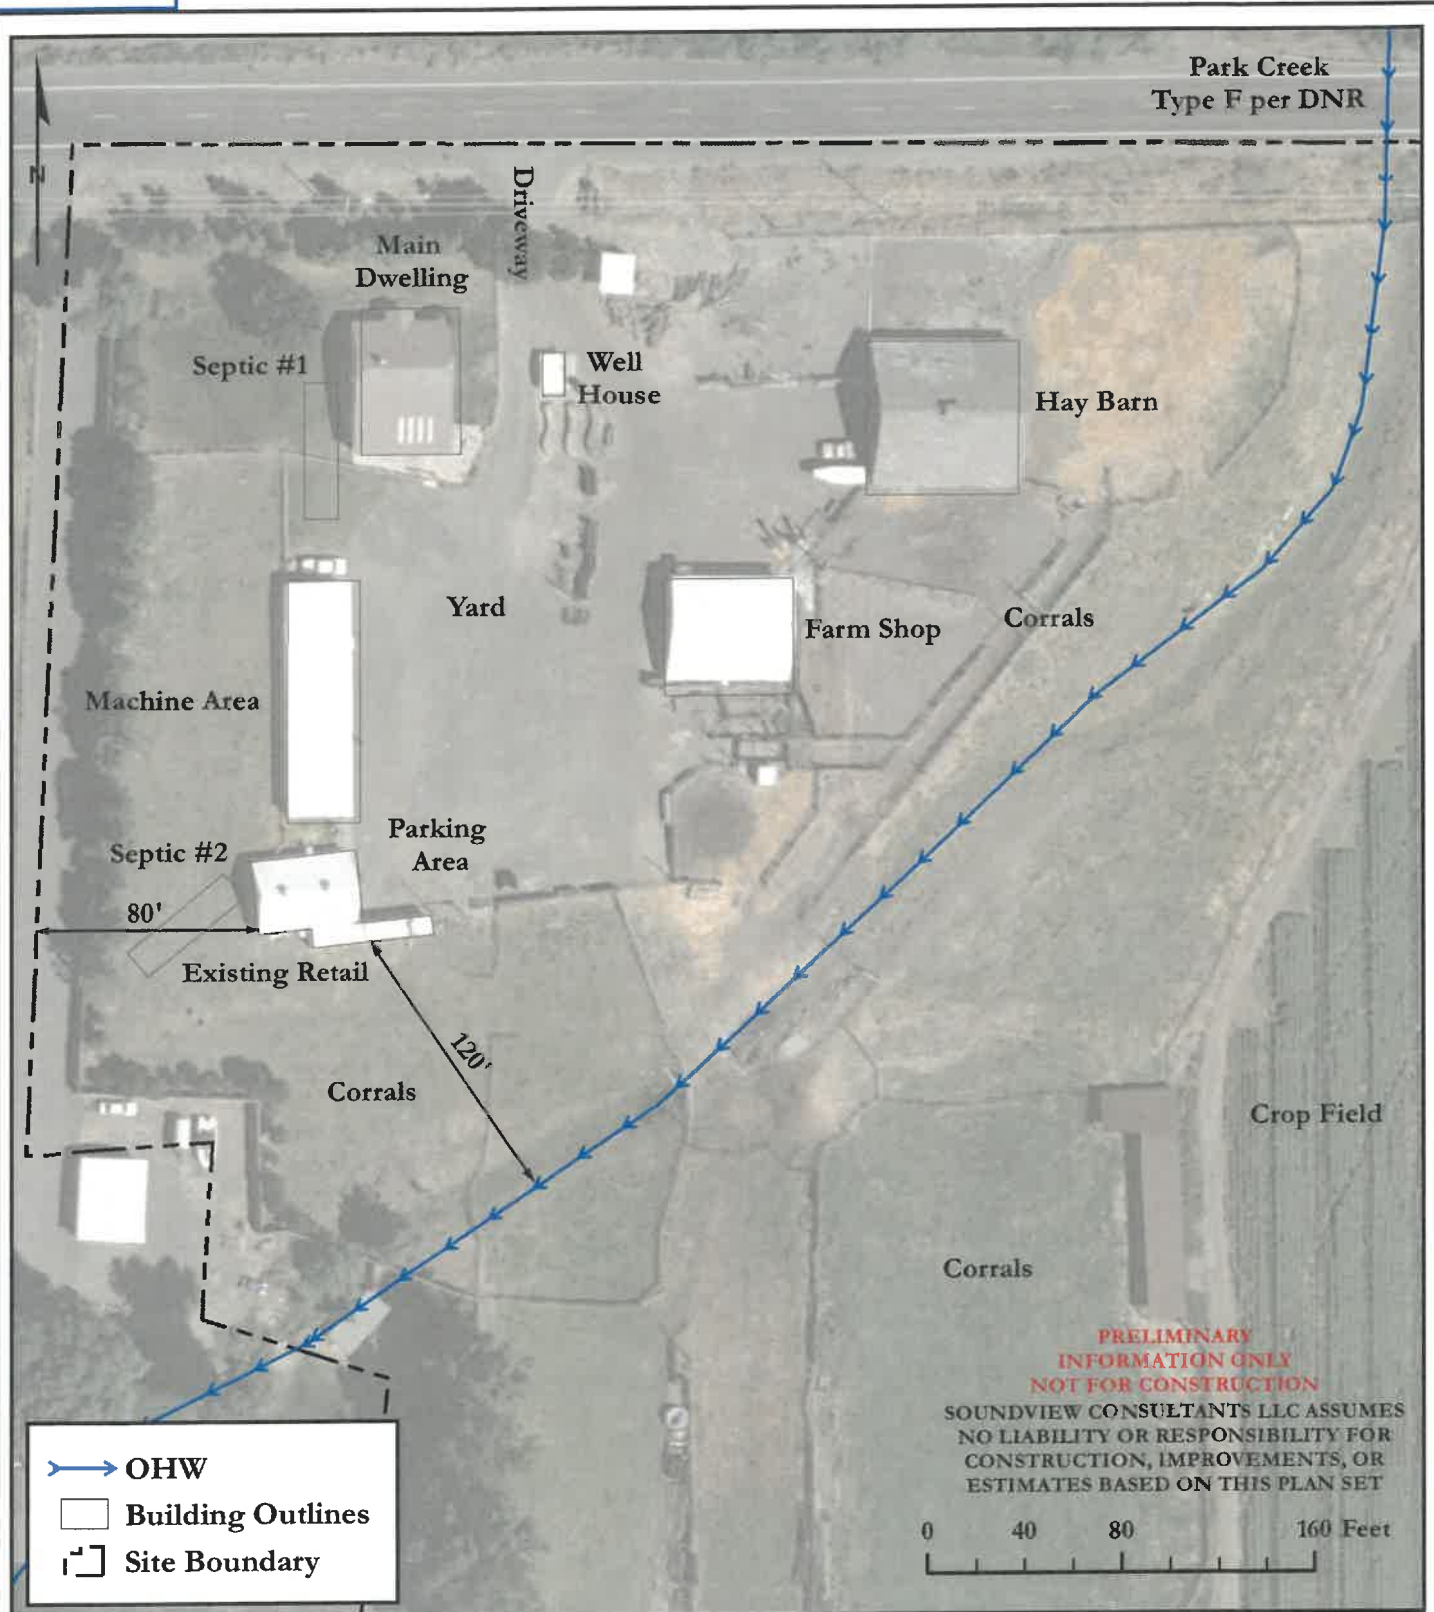 Park Creek
Type F per DNR
N
Driveway
Main
Dwelling
Septic #1
Well
House
Hay Barn
Yard
Farm Shop
Corrals
Machine Area
Parking
Area
Septic #2
80'
Existing Retail
120'
Corrals
Crop Field
Corrals
PRELIMINARY
INFORMATION ONLY
NOT FOR CONSTRUCTION
SOUNDVIEW CONSULTANTS LLC ASSUMES
NO LIABILITY OR RESPONSIBILITY FOR
CONSTRUCTION, IMPROVEMENTS, OR
ESTIMATES BASED ON THIS PLAN SET
0 40 80 160 Feet
OHW
Building Outlines
Site Boundary